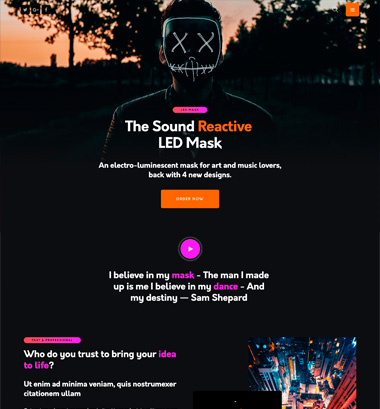 LED MASK
The Sound Reactive
LED Mask
An electro-luminescent mask for art and music lovers,
back with 4 new designs.
ORDER NOW
I believe in my mask - The man I made
up is me I believe in my dance - And
my destiny — Sam Shepard
FAST & PROFESSIONAL
Who do you trust to bring your idea
to life?
Ut enim ad minima veniam, quis nostrumexer
citationem ullam